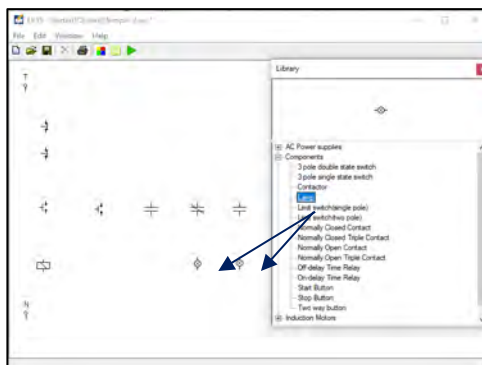 File Edit Window Help
Library
T
AC Power supplies
Components
3 pole double state switch
3 pole single state switch
Contactor
Lamp
Limit switch(single pole)
Limit switch(two pole)
Normally Closed Contact
Normally Closed Triple Contact
Normally Open Contact
Normally Open Triple Contact
Off-delay Time Relay
On-delay Time Relay
Start Button
Stop Button
Two way button
Induction Motors
N